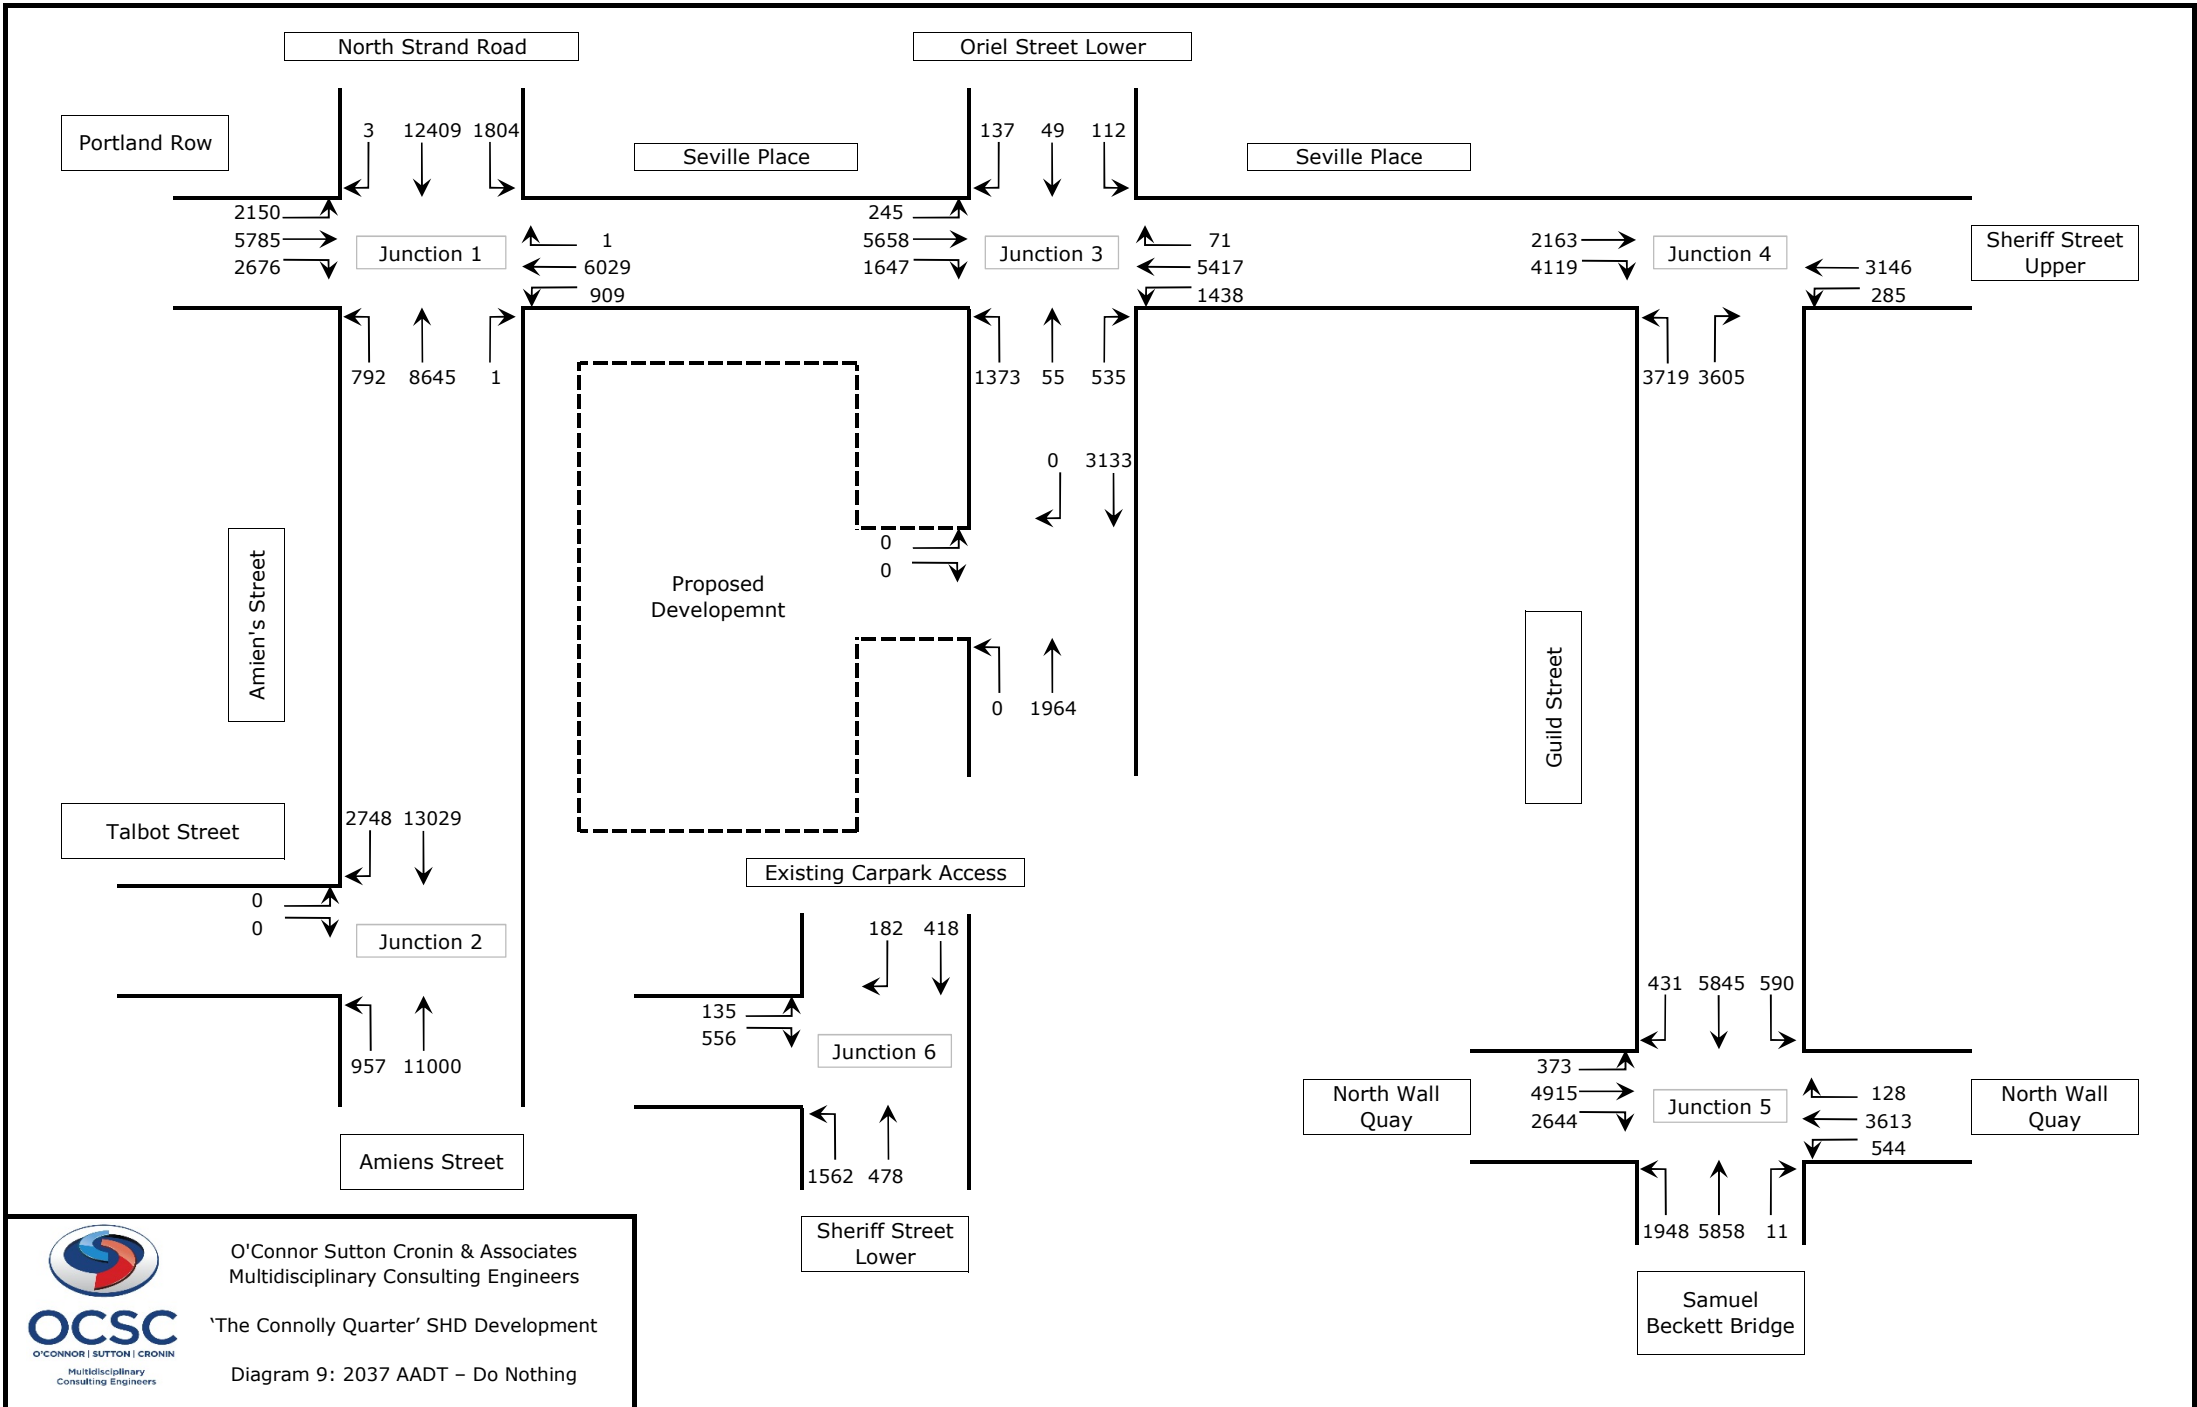 North Strand Road
Oriel Street Lower
Portland Row
3 12409 1804
Seville Place
137 49 112
Seville Place
2150
5785
2676
Junction 1
1
6029
909
245
5658
1647
Junction 3
71
5417
1438
2163
4119
Junction 4
3146
285
Sheriff Street
Upper
792 8645 1
1373 55 535
3719 3605
0 3133
0
0
Proposed
Developemnt
Amien's Street
0 1964
Guild Street
Talbot Street
2748 13029
0
0
Junction 2
957 11000
Amiens Street
Existing Carpark Access
182 418
135
556
Junction 6
1562 478
Sheriff Street
Lower
431 5845 590
North Wall
Quay
373
4915
2644
Junction 5
128
3613
544
North Wall
Quay
1948 5858 11
Samuel
Beckett Bridge
OCSC
O'CONNOR | SUTTON | CRONIN
Multidisciplinary
Consulting Engineers
O'Connor Sutton Cronin & Associates
Multidisciplinary Consulting Engineers
‘The Connolly Quarter’ SHD Development
Diagram 9: 2037 AADT – Do Nothing